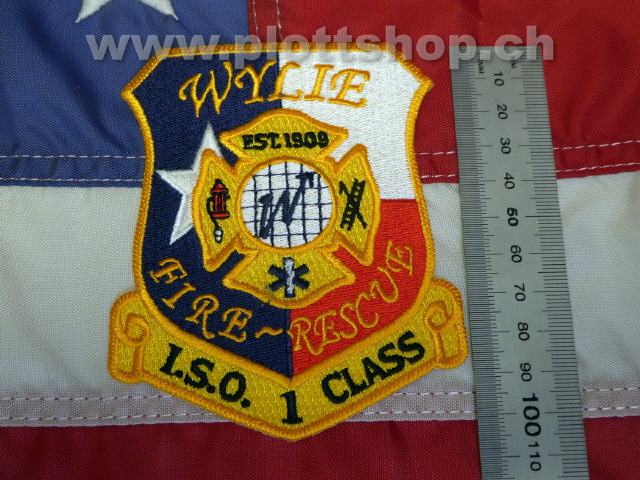 www.plottshop.ch
WYLIE
EST. 1909
W
FIRE~RESCUE
I.S.O. 1 CLASS
MM
10
20
30
40
50
60
70
80
90
100
110